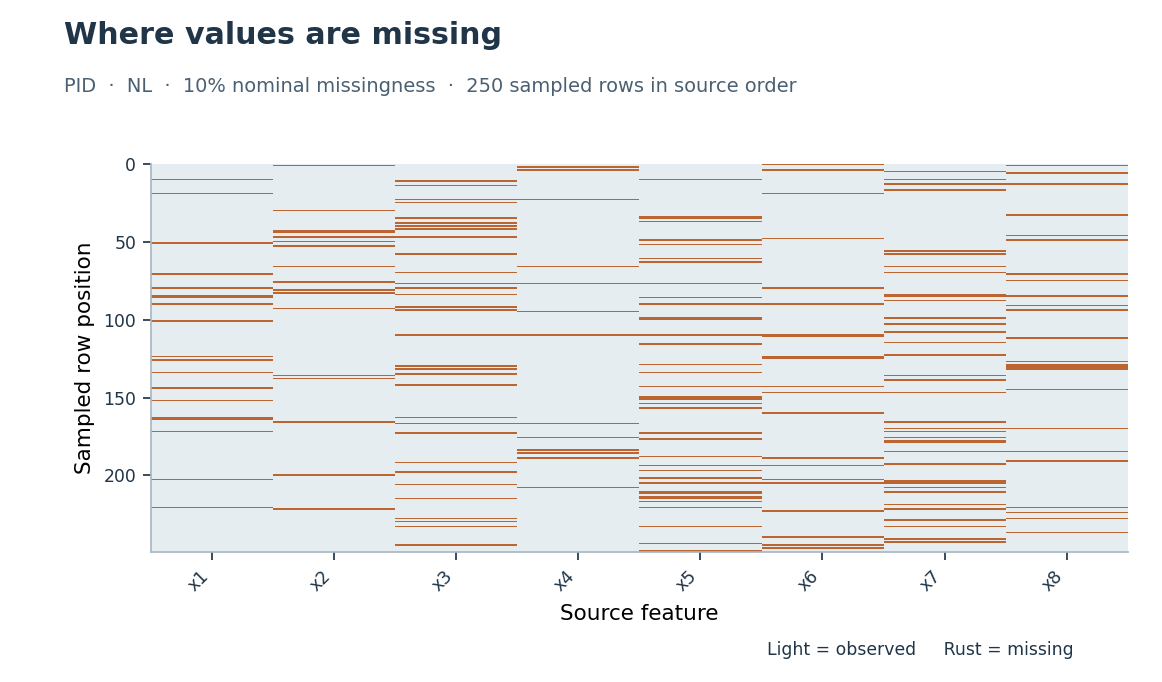 Where values are missing
PID · NL · 10% nominal missingness · 250 sampled rows in source order
0
50
100
150
200
Sampled row position
x1 x2 x3 x4 x5 x6 x7 x8
Source feature
Light = observed Rust = missing